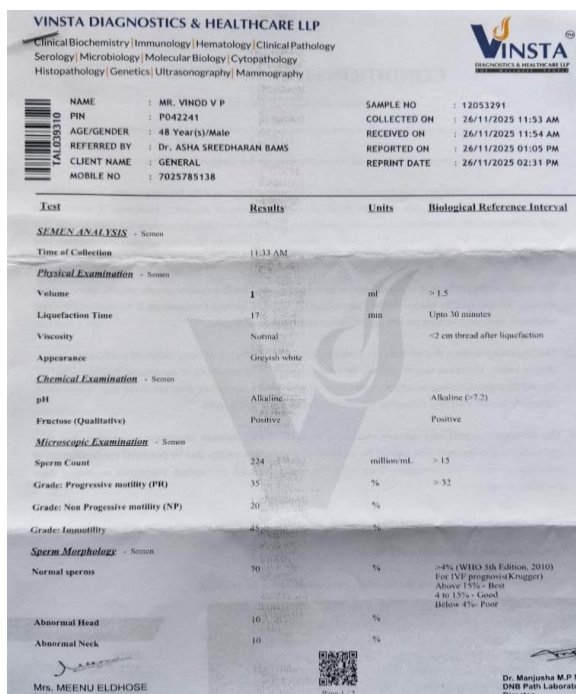 VINSTA DIAGNOSTICS & HEALTHCARE LLP
Clinical Biochemistry | Immunology | Hematology | Clinical Pathology
Serology | Microbiology | Molecular Biology | Cytopathology
Histopathology | Genetics | Ultrasonography | Mammography
VINSTA
DIAGNOSTICS & HEALTHCARE LLP
TAL039310
NAME : MR. VINOD V P
PIN : P042241
AGE/GENDER : 48 Year(s)/Male
REFERRED BY : Dr. ASHA SREEDHARAN BAMS
CLIENT NAME : GENERAL
MOBILE NO : 7025785138
SAMPLE NO : 12053291
COLLECTED ON : 26/11/2025 11:53 AM
RECEIVED ON : 26/11/2025 11:54 AM
REPORTED ON : 26/11/2025 01:05 PM
REPRINT DATE : 26/11/2025 02:31 PM
Test Results Units Biological Reference Interval
SEMEN ANALYSIS - Semen
Time of Collection 11:33 AM
Physical Examination - Semen
Volume 1 ml >1.5
Liquefaction Time 17 min Upto 30 minutes
Viscosity Normal <2 cm thread after liquefaction
Appearance Greyish white
Chemical Examination - Semen
pH Alkaline Alkaline (>7.2)
Fructose (Qualitative) Positive Positive
Microscopic Examination - Semen
Sperm Count 224 million/mL > 15
Grade: Progressive motility (PR) 35 % > 32
Grade: Non Progessive motility (NP) 20 %
Grade: Immotility 45 %
Sperm Morphology - Semen
Normal sperms 70 % >4% (WHO 5th Edition, 2010)
For IVF prognosis(Krugger)
Above 15% - Best
4 to 15% - Good
Below 4%- Poor
Abnormal Head 10 %
Abnormal Neck 10 %
Mrs. MEENU ELDHOSE
Dr. Manjusha M.P
DNB Path Laborat